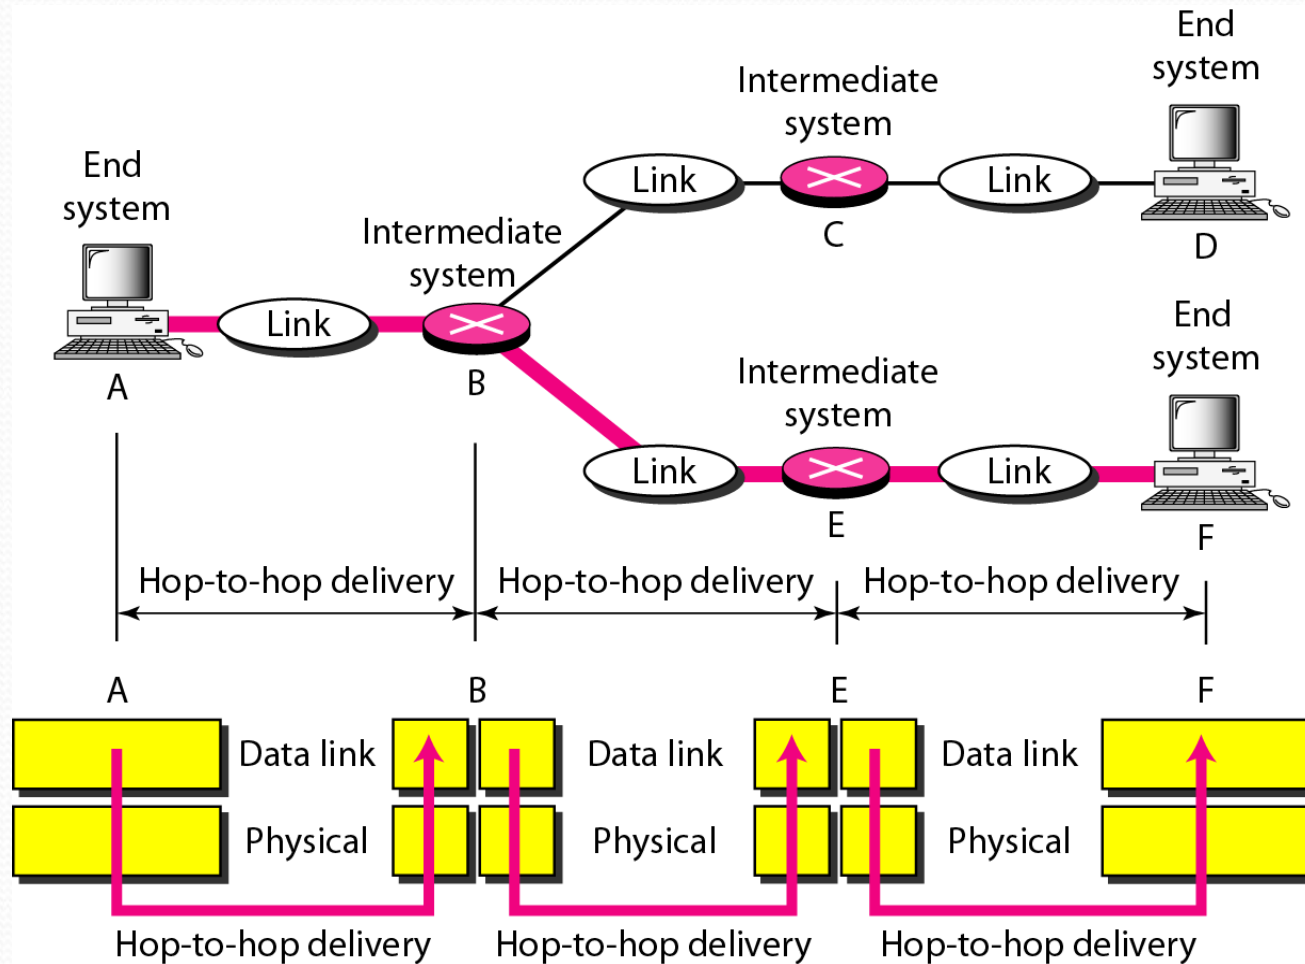 End
system
Intermediate
system
End
system
Link
Link
C
D
Intermediate
system
Link
A
B
End
system
Intermediate
system
Link
Link
E
F
Hop-to-hop delivery
Hop-to-hop delivery
Hop-to-hop delivery
A
B
E
F
Data link
Data link
Data link
Physical
Physical
Physical
Hop-to-hop delivery
Hop-to-hop delivery
Hop-to-hop delivery